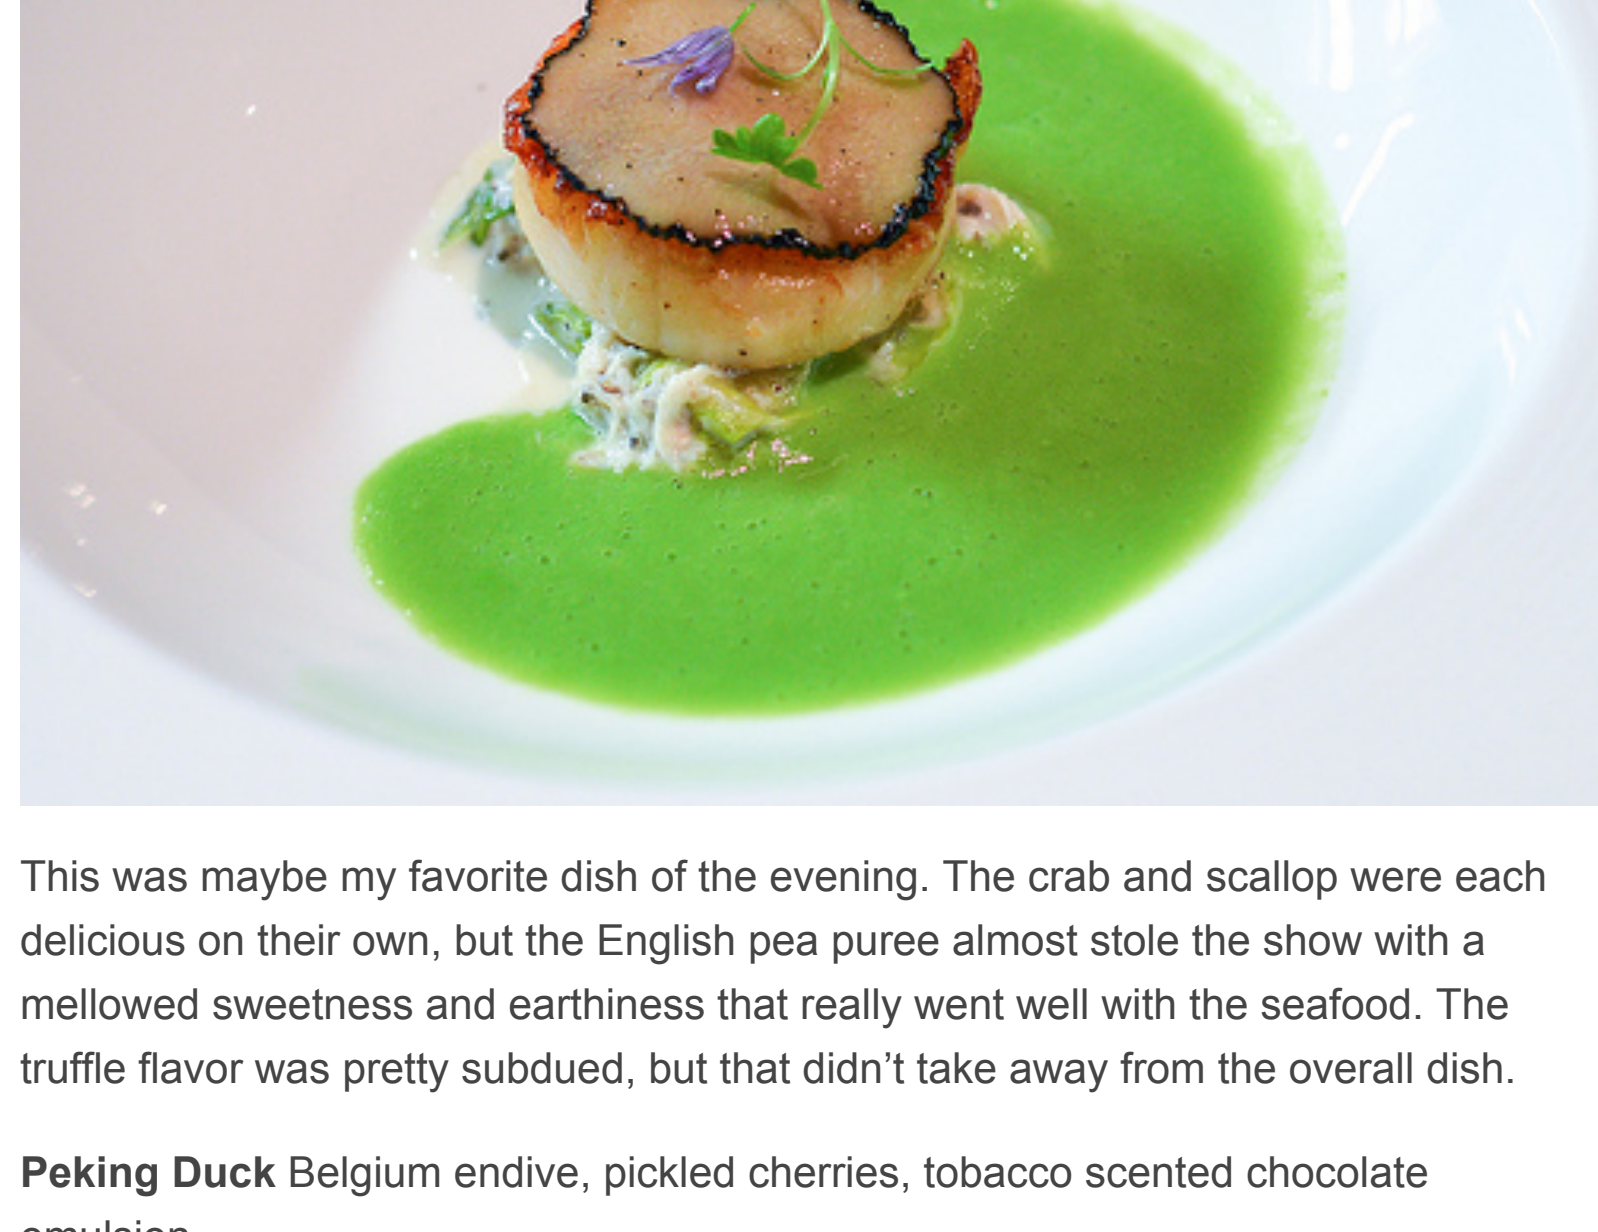 This was maybe my favorite dish of the evening. The crab and scallop were each
delicious on their own, but the English pea puree almost stole the show with a
mellowed sweetness and earthiness that really went well with the seafood. The
truffle flavor was pretty subdued, but that didn’t take away from the overall dish.
Peking Duck Belgium endive, pickled cherries, tobacco scented chocolate
emulsion